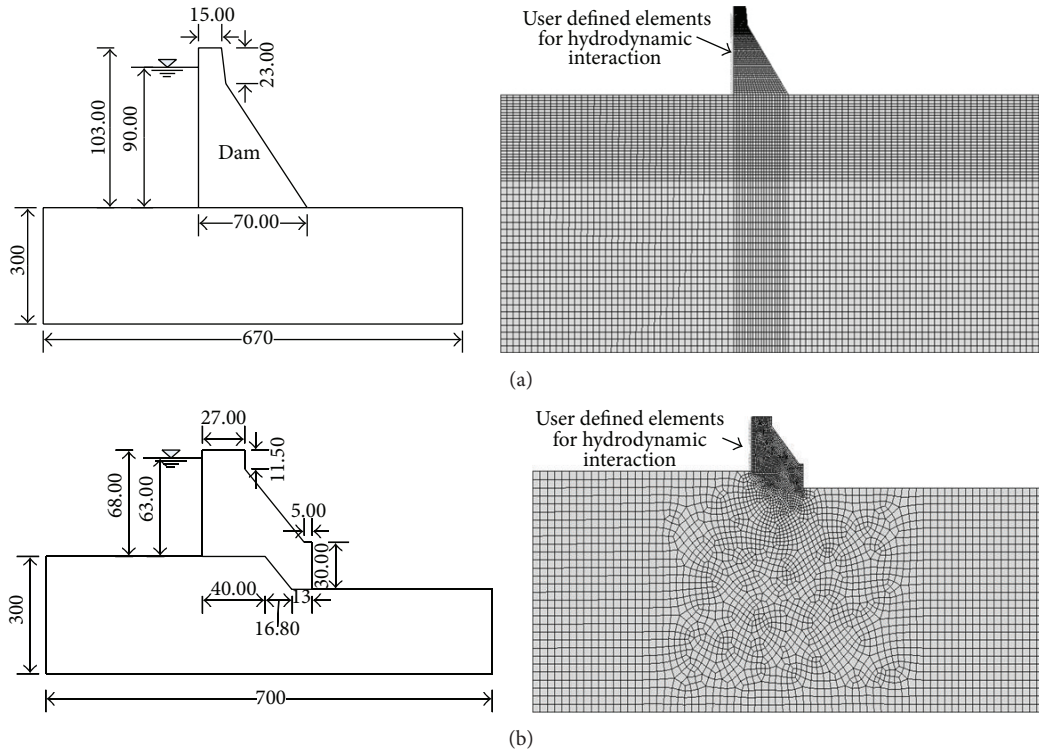 15.00
23.00
103.00
90.00
Dam
70.00
300
670
User defined elements
for hydrodynamic
interaction
(a)
27.00
11.50
68.00
63.00
5.00
30.00
40.00
13
16.80
300
700
User defined elements
for hydrodynamic
interaction
(b)